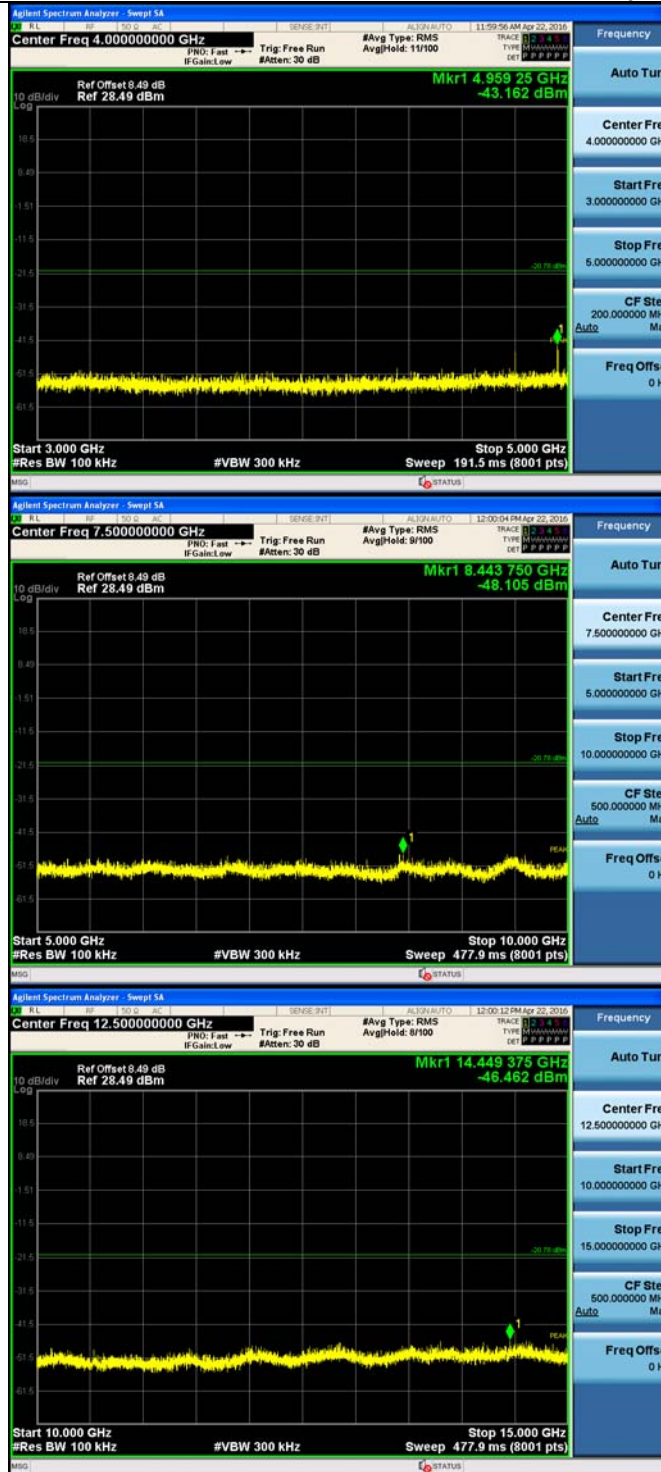 Agilent Spectrum Analyzer - Swept SA
RL RF 50 Ω AC SENSE:INT ALIGN AUTO 11:59:56 AM Apr 22, 2016
Center Freq 4.000000000 GHz
PNO: Fast Trig: Free Run
IFGain:Low #Atten: 30 dB
#Avg Type: RMS
Avg|Hold: 11/100
TRACE 1 2 3 4 5 6
TYPE M
DET P P P P P P
Ref Offset 8.49 dB
10 dB/div Ref 28.49 dBm
Log
Mkr1 4.959 25 GHz
-43.162 dBm
18.5
8.49
-1.51
-11.5
-20.79 dBm
-21.5
-31.5
1
-41.5
-51.5
-61.5
Start 3.000 GHz Stop 5.000 GHz
#Res BW 100 kHz #VBW 300 kHz Sweep 191.5 ms (8001 pts)
MSG STATUS
Frequency
Auto Tun
Center Fre
4.000000000 GH
Start Fre
3.000000000 GH
Stop Fre
5.000000000 GH
CF Ste
200.000000 MH
Auto Ma
Freq Offs
0 H
Agilent Spectrum Analyzer - Swept SA
RL RF 50 Ω AC SENSE:INT ALIGN AUTO 12:00:04 PM Apr 22, 2016
Center Freq 7.500000000 GHz
PNO: Fast Trig: Free Run
IFGain:Low #Atten: 30 dB
#Avg Type: RMS
Avg|Hold: 9/100
TRACE 1 2 3 4 5 6
TYPE M
DET P P P P P P
Ref Offset 8.49 dB
10 dB/div Ref 28.49 dBm
Log
Mkr1 8.443 750 GHz
-48.105 dBm
18.5
8.49
-1.51
-11.5
-20.79 dBm
-21.5
-31.5
-41.5
1
PEAK
-51.5
-61.5
Start 5.000 GHz Stop 10.000 GHz
#Res BW 100 kHz #VBW 300 kHz Sweep 477.9 ms (8001 pts)
MSG STATUS
Frequency
Auto Tun
Center Fre
7.500000000 GH
Start Fre
5.000000000 GH
Stop Fre
10.000000000 GH
CF Ste
500.000000 MH
Auto Ma
Freq Offs
0 H
Agilent Spectrum Analyzer - Swept SA
RL RF 50 Ω AC SENSE:INT ALIGN AUTO 12:00:12 PM Apr 22, 2016
Center Freq 12.500000000 GHz
PNO: Fast Trig: Free Run
IFGain:Low #Atten: 30 dB
#Avg Type: RMS
Avg|Hold: 8/100
TRACE 1 2 3 4 5 6
TYPE M
DET P P P P P P
Ref Offset 8.49 dB
10 dB/div Ref 28.49 dBm
Log
Mkr1 14.449 375 GHz
-46.462 dBm
18.5
8.49
-1.51
-11.5
-20.79 dBm
-21.5
-31.5
-41.5
1
PEAK
-51.5
-61.5
Start 10.000 GHz Stop 15.000 GHz
#Res BW 100 kHz #VBW 300 kHz Sweep 477.9 ms (8001 pts)
MSG STATUS
Frequency
Auto Tun
Center Fre
12.500000000 GH
Start Fre
10.000000000 GH
Stop Fre
15.000000000 GH
CF Ste
500.000000 MH
Auto Ma
Freq Offs
0 H